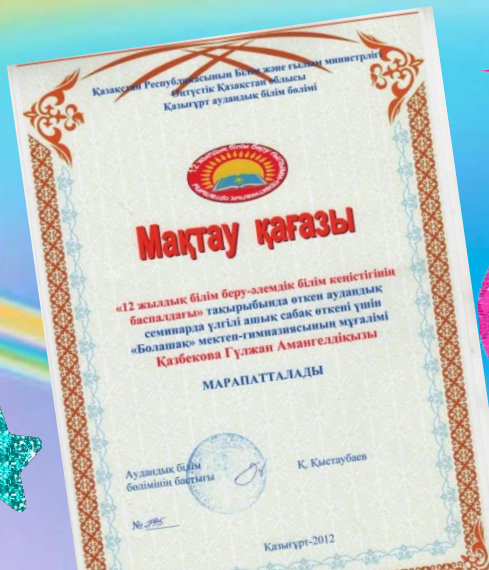 Қазақстан Республикасының Білім және ғылым министрлігі
Оңтүстік Қазақстан облысы
Қазығұрт аудандық білім бөлімі
Мақтау қағазы
«12 жылдық білім беру-әлемдік білім кеңістігінің
баспалдағы» тақырыбында өткен аудандық
семинарда үлгілі ашық сабақ өткені үшін
«Болашақ» мектеп-гимназиясының мұғалімі
Қазбекова Гүлжан Амангелдіқызы
МАРАПАТТАЛАДЫ
Аудандық білім
бөлімінің бастығы
Қ. Қыстаубаев
№
Қазығұрт-2012